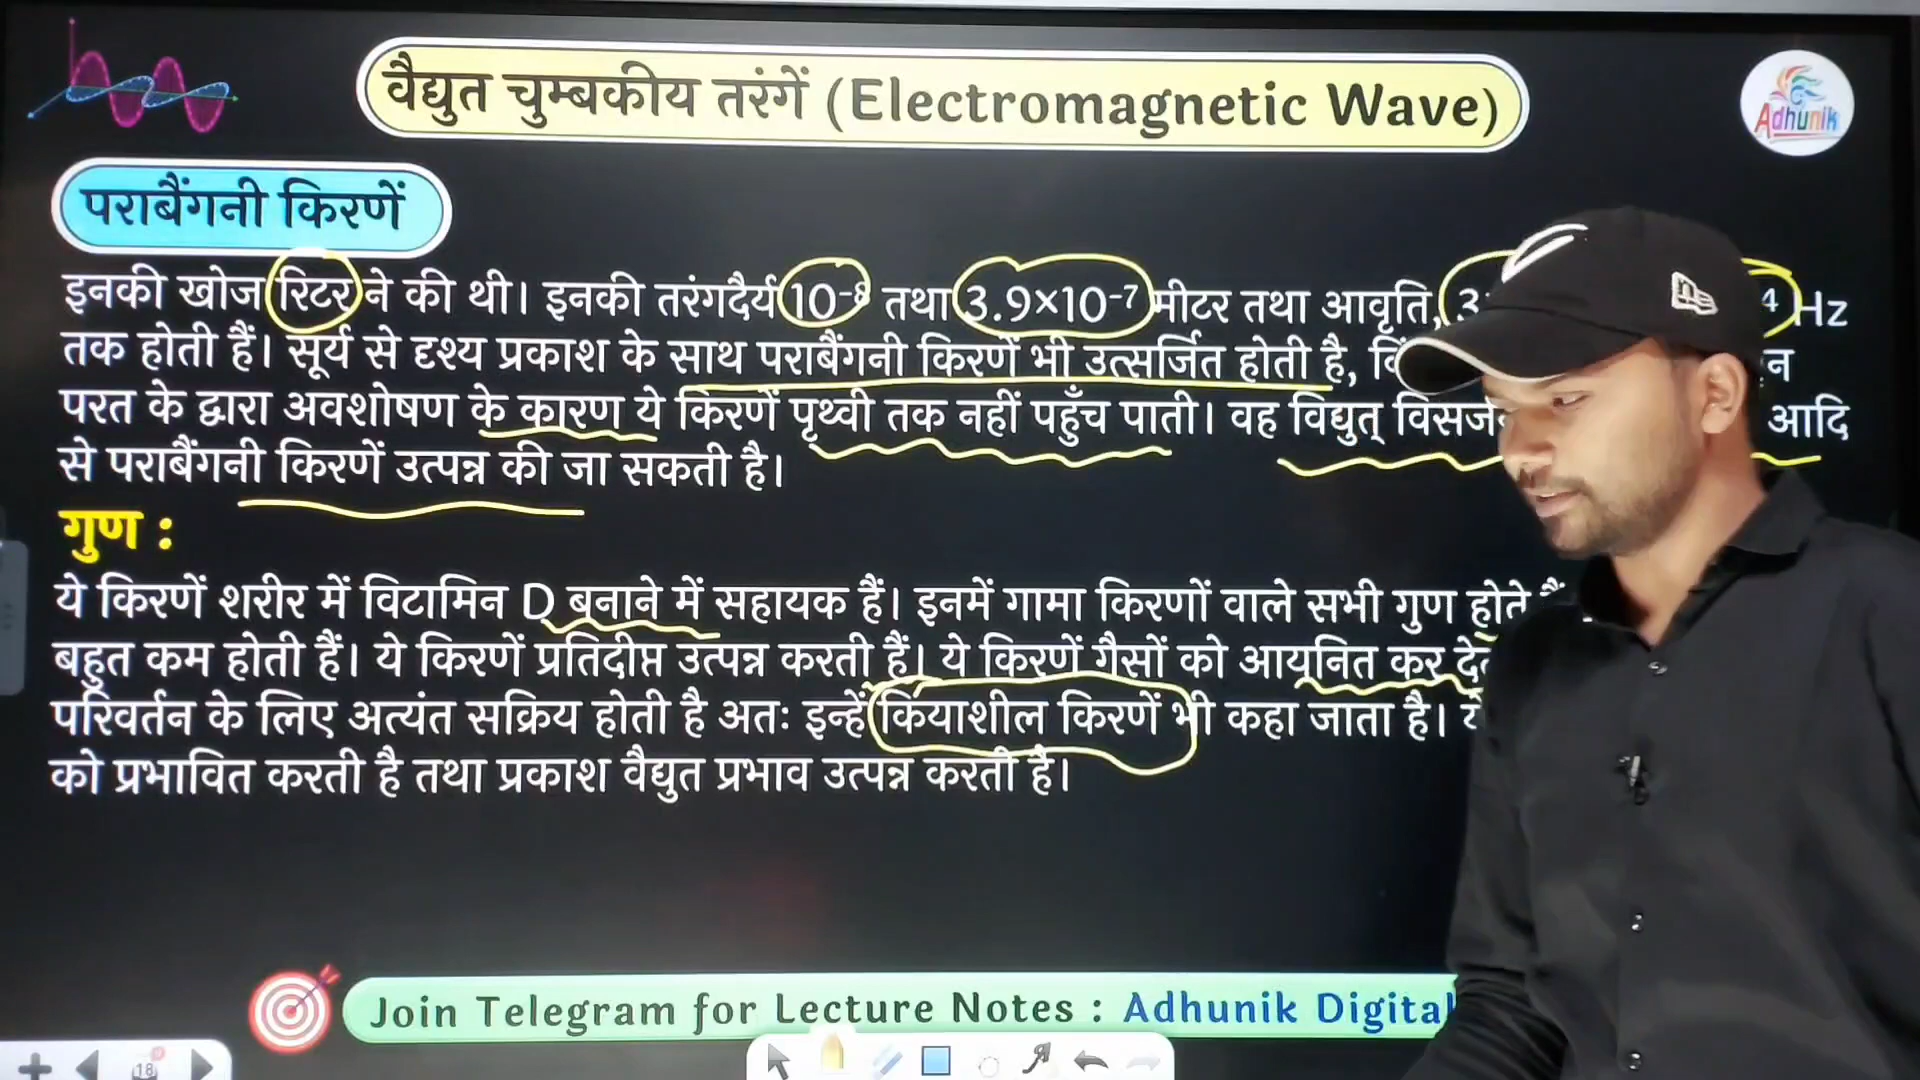 वैद्युत चुम्बकीय तरंगें (Electromagnetic Wave)
Adhunik
पराबैंगनी किरणें
इनकी खोज रिटर ने की थी। इनकी तरंगदैर्य 10⁻⁸ तथा 3.9×10⁻⁷ मीटर तथा आवृति, Hz
तक होती हैं। सूर्य से दृश्य प्रकाश के साथ पराबैंगनी किरणें भी उत्सर्जित होती है,
परत के द्वारा अवशोषण के कारण ये किरणें पृथ्वी तक नहीं पहुँच पाती। वह विद्युत् आदि
से पराबैंगनी किरणें उत्पन्न की जा सकती है।
गुण :
ये किरणें शरीर में विटामिन D बनाने में सहायक हैं। इनमें गामा किरणों वाले सभी गुण होते
बहुत कम होती हैं। ये किरणें प्रतिदीप्त उत्पन्न करती हैं। ये किरणें गैसों को आयनित कर
परिवर्तन के लिए अत्यंत सक्रिय होती है अतः इन्हें किंयाशील किरणें भी कहा जाता है।
को प्रभावित करती है तथा प्रकाश वैद्युत प्रभाव उत्पन्न करती है।
Join Telegram for Lecture Notes : Adhunik Digital
18